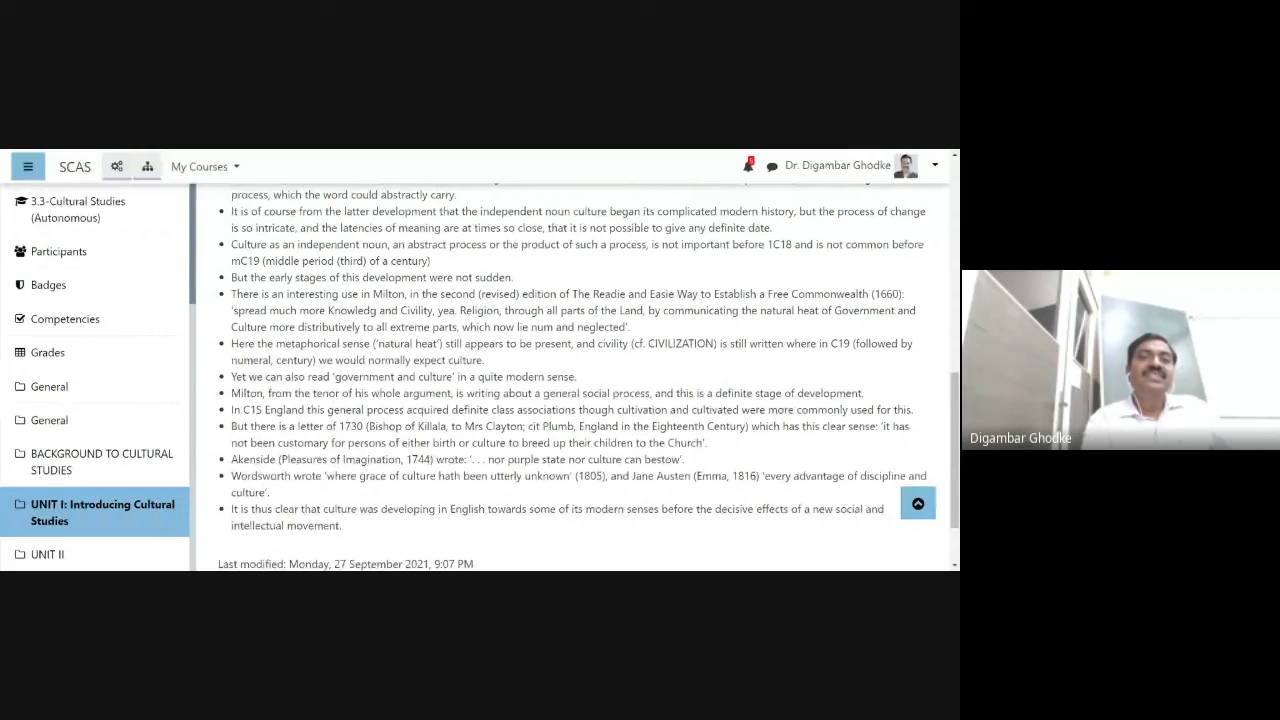 SCAS
My Courses
5
Dr. Digambar Ghodke
3.3-Cultural Studies
(Autonomous)
Participants
Badges
Competencies
Grades
General
General
BACKGROUND TO CULTURAL
STUDIES
UNIT I: Introducing Cultural
Studies
UNIT II
process, which the word could abstractly carry.
It is of course from the latter development that the independent noun culture began its complicated modern history, but the process of change
is so intricate, and the latencies of meaning are at times so close, that it is not possible to give any definite date.
Culture as an independent noun, an abstract process or the product of such a process, is not important before 1C18 and is not common before
mC19 (middle period (third) of a century)
But the early stages of this development were not sudden.
There is an interesting use in Milton, in the second (revised) edition of The Readie and Easie Way to Establish a Free Commonwealth (1660):
‘spread much more Knowledg and Civility, yea. Religion, through all parts of the Land, by communicating the natural heat of Government and
Culture more distributively to all extreme parts, which now lie num and neglected’.
Here the metaphorical sense (‘natural heat’) still appears to be present, and civility (cf. CIVILIZATION) is still written where in C19 (followed by
numeral, century) we would normally expect culture.
Yet we can also read ‘government and culture’ in a quite modern sense.
Milton, from the tenor of his whole argument, is writing about a general social process, and this is a definite stage of development.
In C15 England this general process acquired definite class associations though cultivation and cultivated were more commonly used for this.
But there is a letter of 1730 (Bishop of Killala, to Mrs Clayton; cit Plumb, England in the Eighteenth Century) which has this clear sense: ‘it has
not been customary for persons of either birth or culture to breed up their children to the Church’.
Akenside (Pleasures of Imagination, 1744) wrote: ‘. . . nor purple state nor culture can bestow’.
Wordsworth wrote ‘where grace of culture hath been utterly unknown’ (1805), and Jane Austen (Emma, 1816) ‘every advantage of discipline and
culture’.
It is thus clear that culture was developing in English towards some of its modern senses before the decisive effects of a new social and
intellectual movement.
Last modified: Monday, 27 September 2021, 9:07 PM
Digambar Ghodke